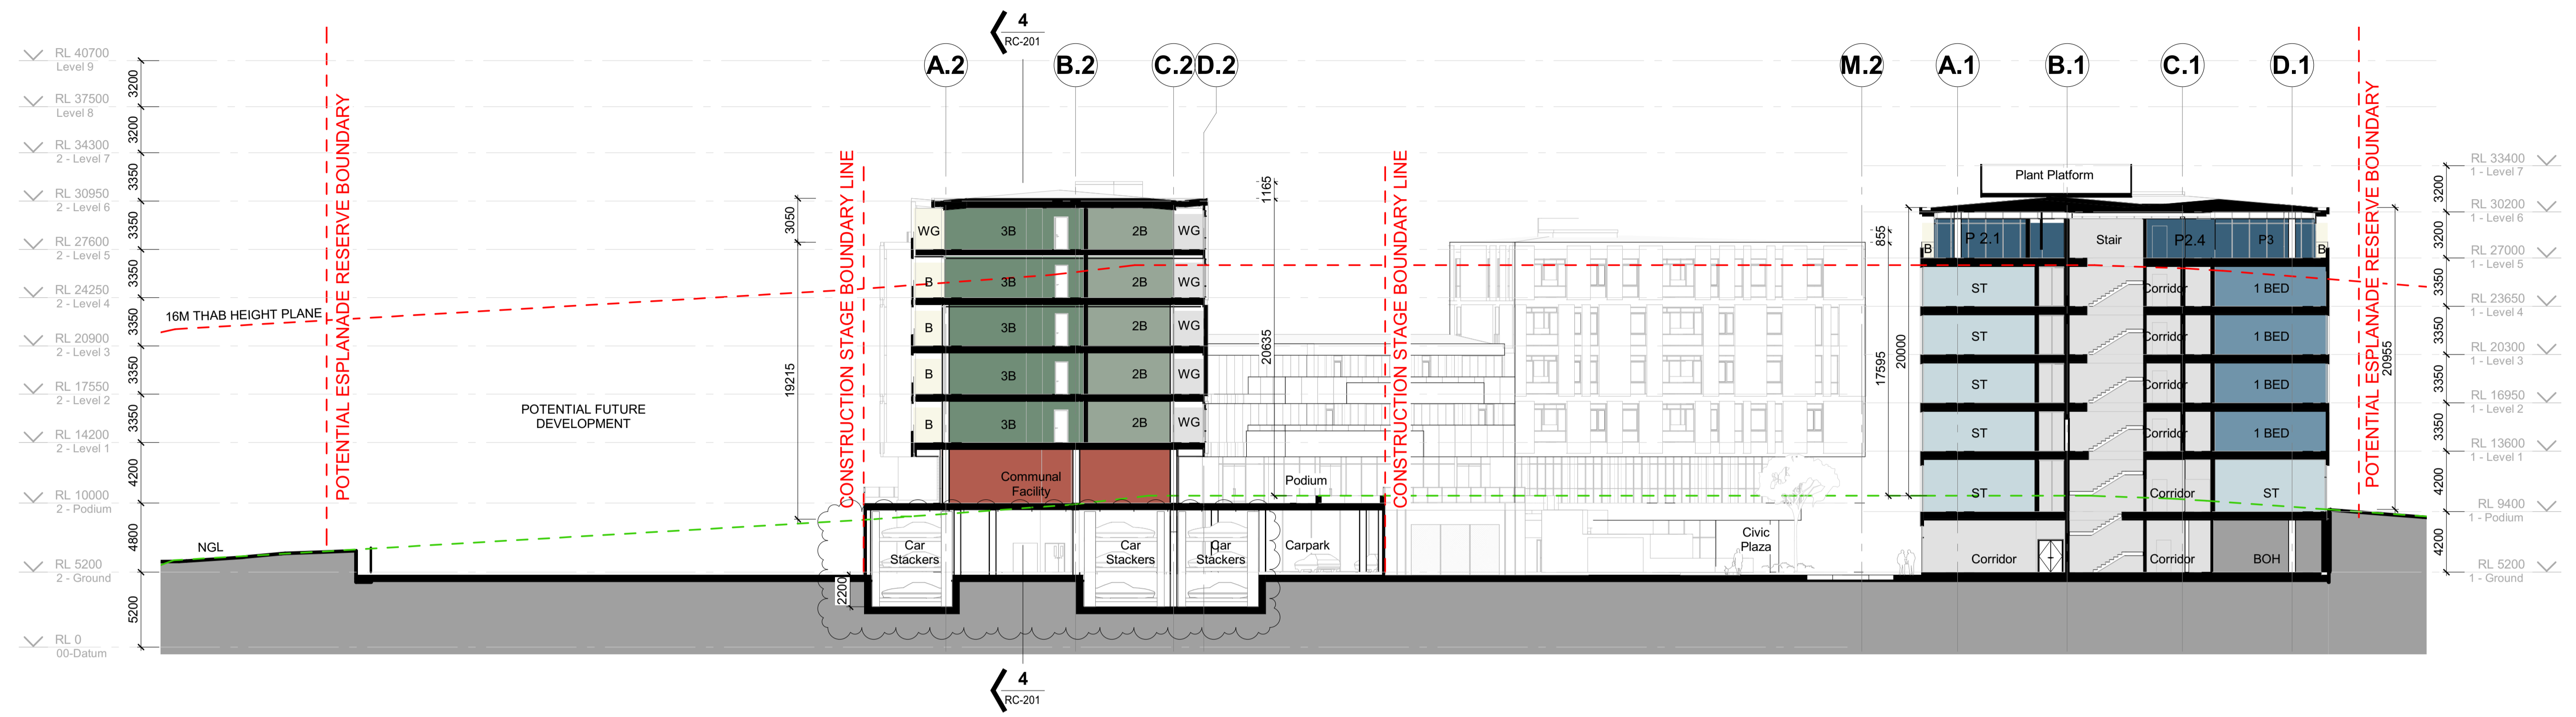 4
RC-201
A.2
B.2
C.2
D.2
M.2
A.1
B.1
C.1
D.1
RL 40700
Level 9
RL 37500
Level 8
RL 34300
2 - Level 7
RL 30950
2 - Level 6
RL 27600
2 - Level 5
RL 24250
2 - Level 4
RL 20900
2 - Level 3
RL 17550
2 - Level 2
RL 14200
2 - Level 1
RL 10000
2 - Podium
RL 5200
2 - Ground
RL 0
00-Datum
3200
3200
3350
3350
3350
3350
3350
3350
4200
4800
5200
POTENTIAL ESPLANADE RESERVE BOUNDARY
16M THAB HEIGHT PLANE
NGL
POTENTIAL FUTURE
DEVELOPMENT
3050
19215
CONSTRUCTION STAGE BOUNDARY LINE
WG
3B
2B
WG
B
3B
2B
WG
B
3B
2B
WG
B
3B
2B
WG
B
3B
2B
WG
Communal
Facility
Car
Stackers
Car
Stackers
Car
Stackers
Carpark
Podium
2200
1165
20635
CONSTRUCTION STAGE BOUNDARY LINE
Civic
Plaza
855
17595
20000
Plant Platform
B
P 2.1
Stair
P2.4
P3
B
ST
Corridor
1 BED
ST
Corridor
1 BED
ST
Corridor
1 BED
ST
Corridor
1 BED
ST
Corridor
ST
Corridor
Corridor
BOH
POTENTIAL ESPLANADE RESERVE BOUNDARY
20955
3200
3200
3350
3350
3350
3350
4200
4200
RL 33400
1 - Level 7
RL 30200
1 - Level 6
RL 27000
1 - Level 5
RL 23650
1 - Level 4
RL 20300
1 - Level 3
RL 16950
1 - Level 2
RL 13600
1 - Level 1
RL 9400
1 - Podium
RL 5200
1 - Ground
4
RC-201